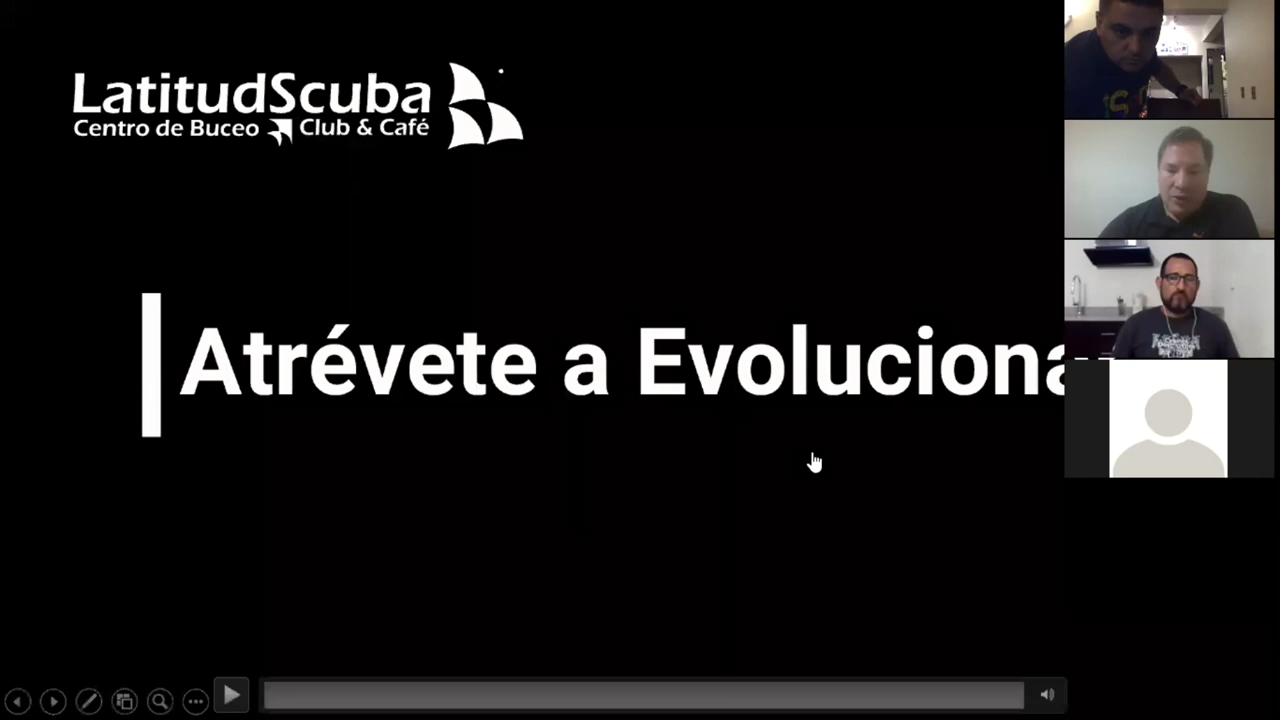 LatitudScuba
Centro de Buceo Club & Café
Atrévete a Evoluciona